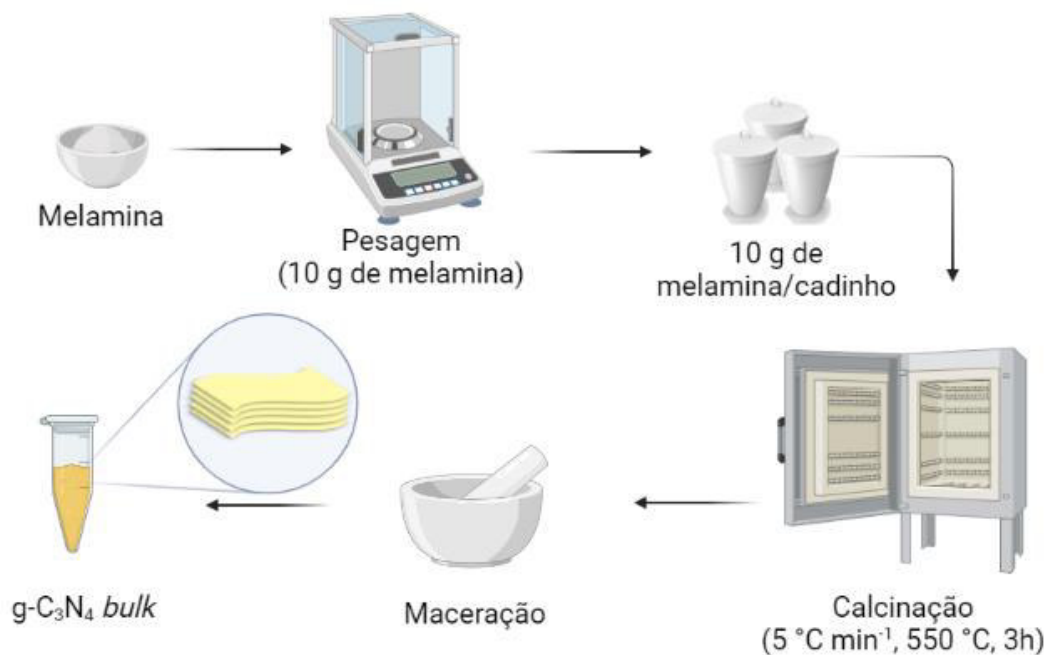 Melamina
Pesagem
(10 g de melamina)
10 g de
melamina/cadinho
Calcinação
(5 °C min⁻¹, 550 °C, 3h)
Maceração
g-C₃N₄ bulk